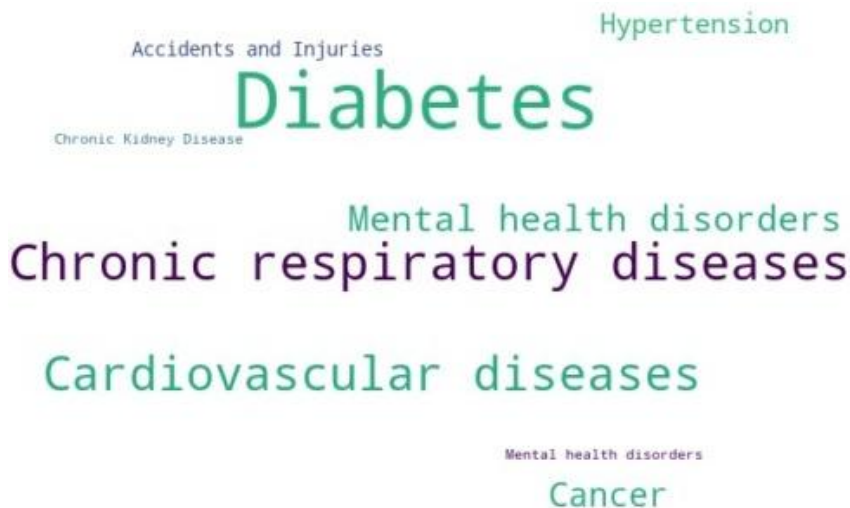 Hypertension
Accidents and Injuries
Diabetes
Chronic Kidney Disease
Mental health disorders
Chronic respiratory diseases
Cardiovascular diseases
Mental health disorders
Cancer